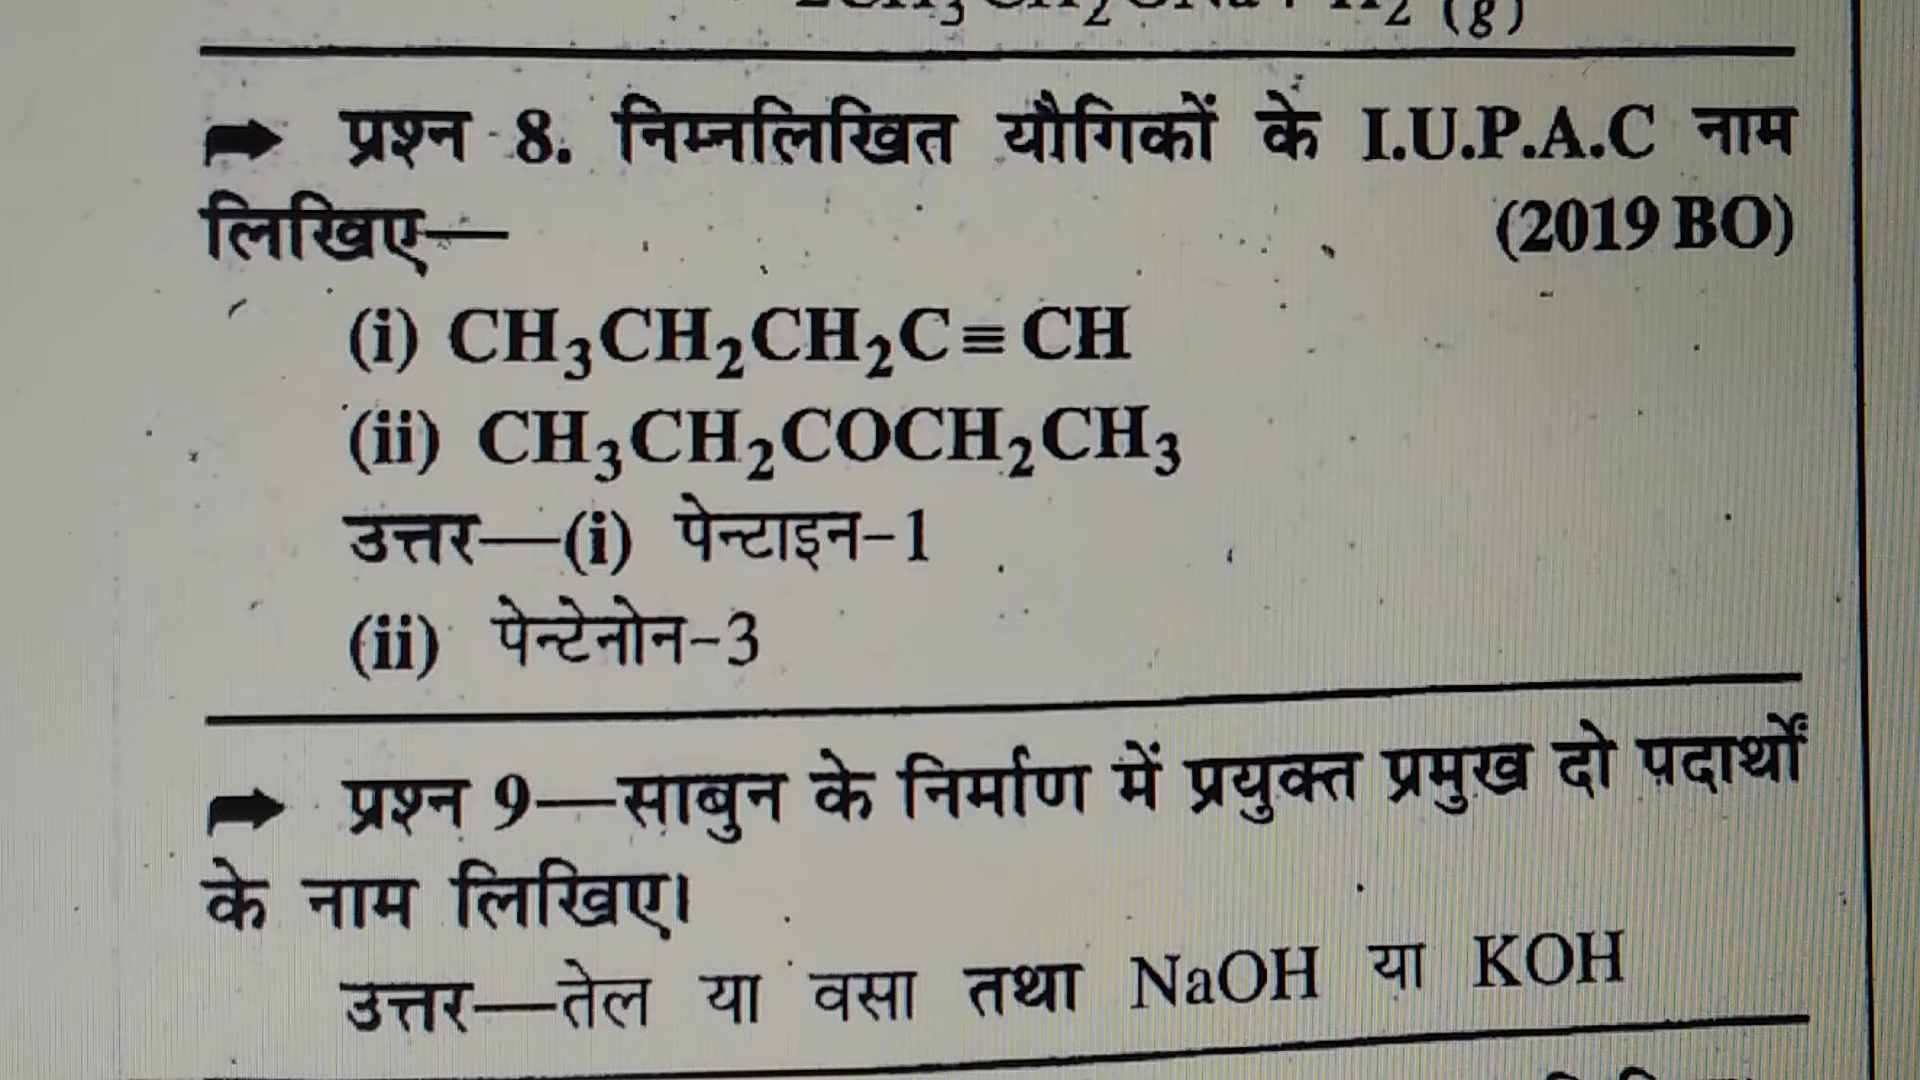 (g)
➡ प्रश्न 8. निम्नलिखित यौगिकों के I.U.P.A.C नाम
लिखिए— (2019 BO)
(i) CH₃CH₂CH₂C≡CH
(ii) CH₃CH₂COCH₂CH₃
उत्तर—(i) पेन्टाइन-1
(ii) पेन्टेनोन-3
➡ प्रश्न 9—साबुन के निर्माण में प्रयुक्त प्रमुख दो पदार्थों
के नाम लिखिए।
उत्तर—तेल या वसा तथा NaOH या KOH